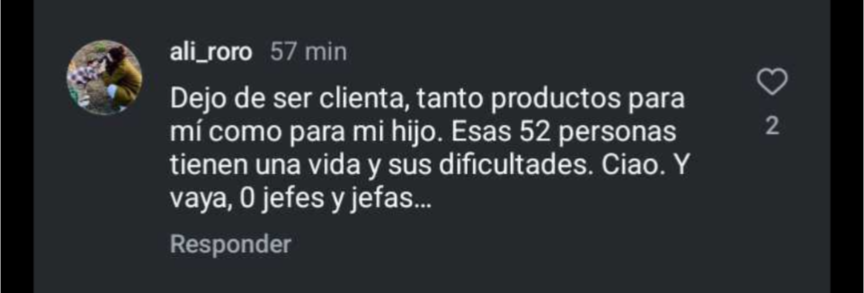 ali_roro 57 min
Dejo de ser clienta, tanto productos para
mí como para mi hijo. Esas 52 personas
tienen una vida y sus dificultades. Ciao. Y
vaya, 0 jefes y jefas...
2
Responder